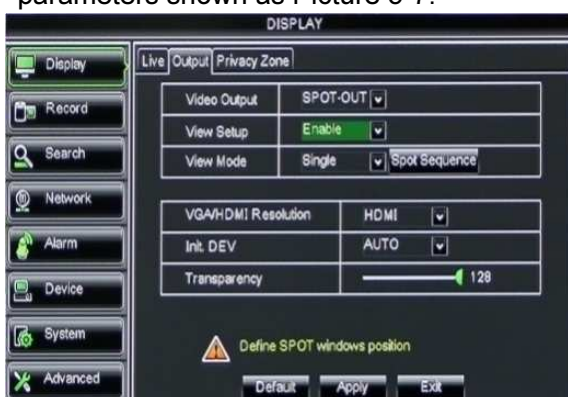 parameters shown as Picture 5-7.
DISPLAY
Display
Record
Search
Network
Alarm
Device
System
Advanced
Live Output Privacy Zone
Video Output SPOT-OUT
View Setup Enable
View Mode Single Spot Sequence
VGA/HDMI Resolution HDMI
Init. DEV AUTO
Transparency 128
Define SPOT windows position
Default Apply Exit